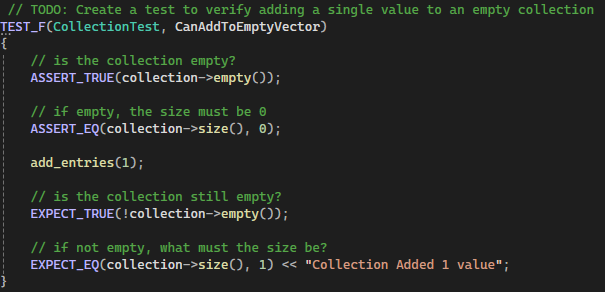 // TODO: Create a test to verify adding a single value to an empty collection
TEST_F(CollectionTest, CanAddToEmptyVector)
{
// is the collection empty?
ASSERT_TRUE(collection->empty());
// if empty, the size must be 0
ASSERT_EQ(collection->size(), 0);
add_entries(1);
// is the collection still empty?
EXPECT_TRUE(!collection->empty());
// if not empty, what must the size be?
EXPECT_EQ(collection->size(), 1) << "Collection Added 1 value";
}